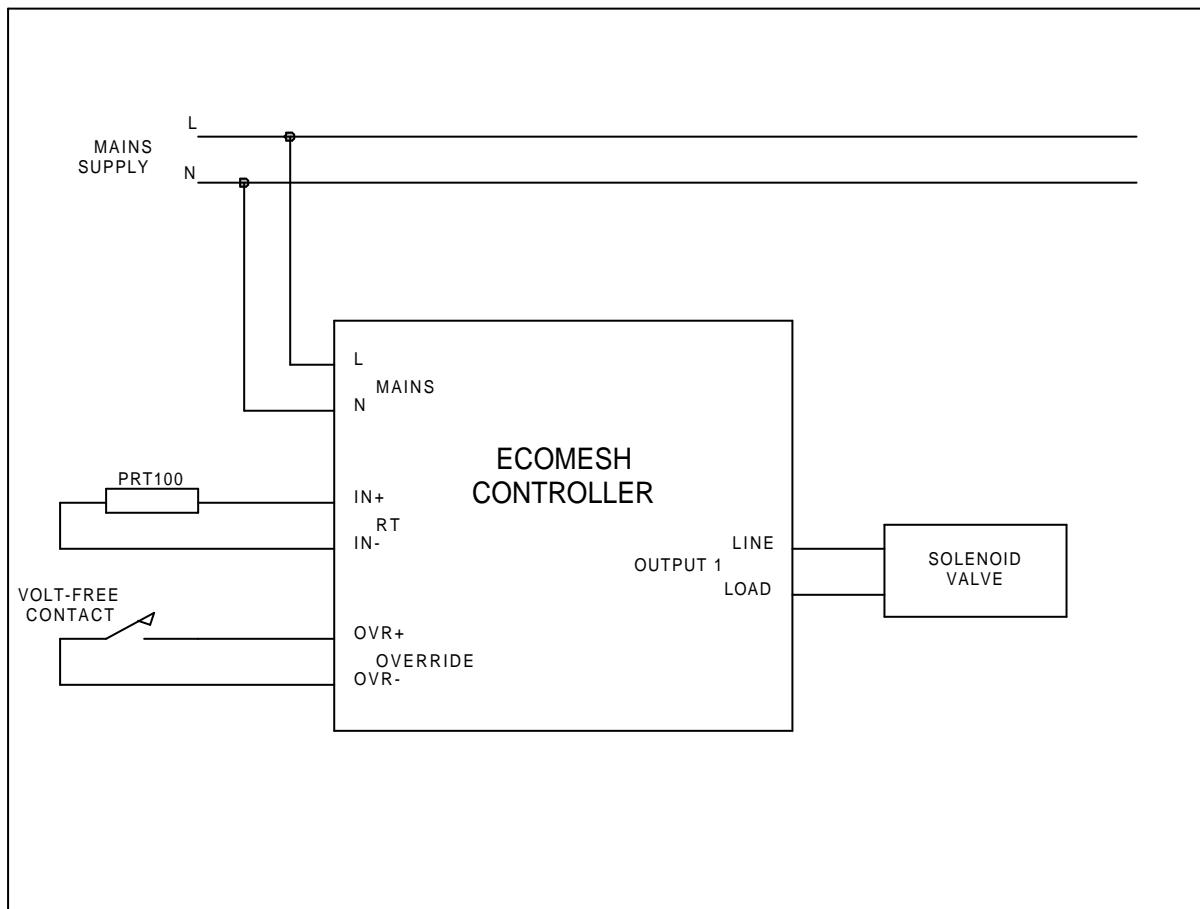 L
MAINS
SUPPLY
N
L
MAINS
N
ECOMESH
CONTROLLER
PRT100
IN+
RT
IN-
LINE
OUTPUT 1
LOAD
SOLENOID
VALVE
VOLT-FREE
CONTACT
OVR+
OVERRIDE
OVR-